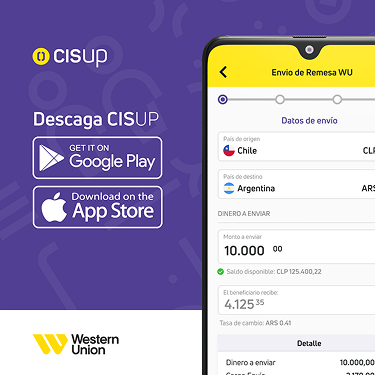 CISUP
Descaga CISUP
GET IT ON
Google Play
Download on the
App Store
Western
Union
Envio de Remesa WU
Datos de envío
País de origen
Chile CLP
País de destino
Argentina ARS
DINERO A ENVIAR
Monto a enviar
10.000 00
Saldo disponible: CLP 125.400,22
El beneficiario recibe:
4.125 35
Tasa de cambio: ARS 0.41
Detalle
Dinero a enviar 10.000,00